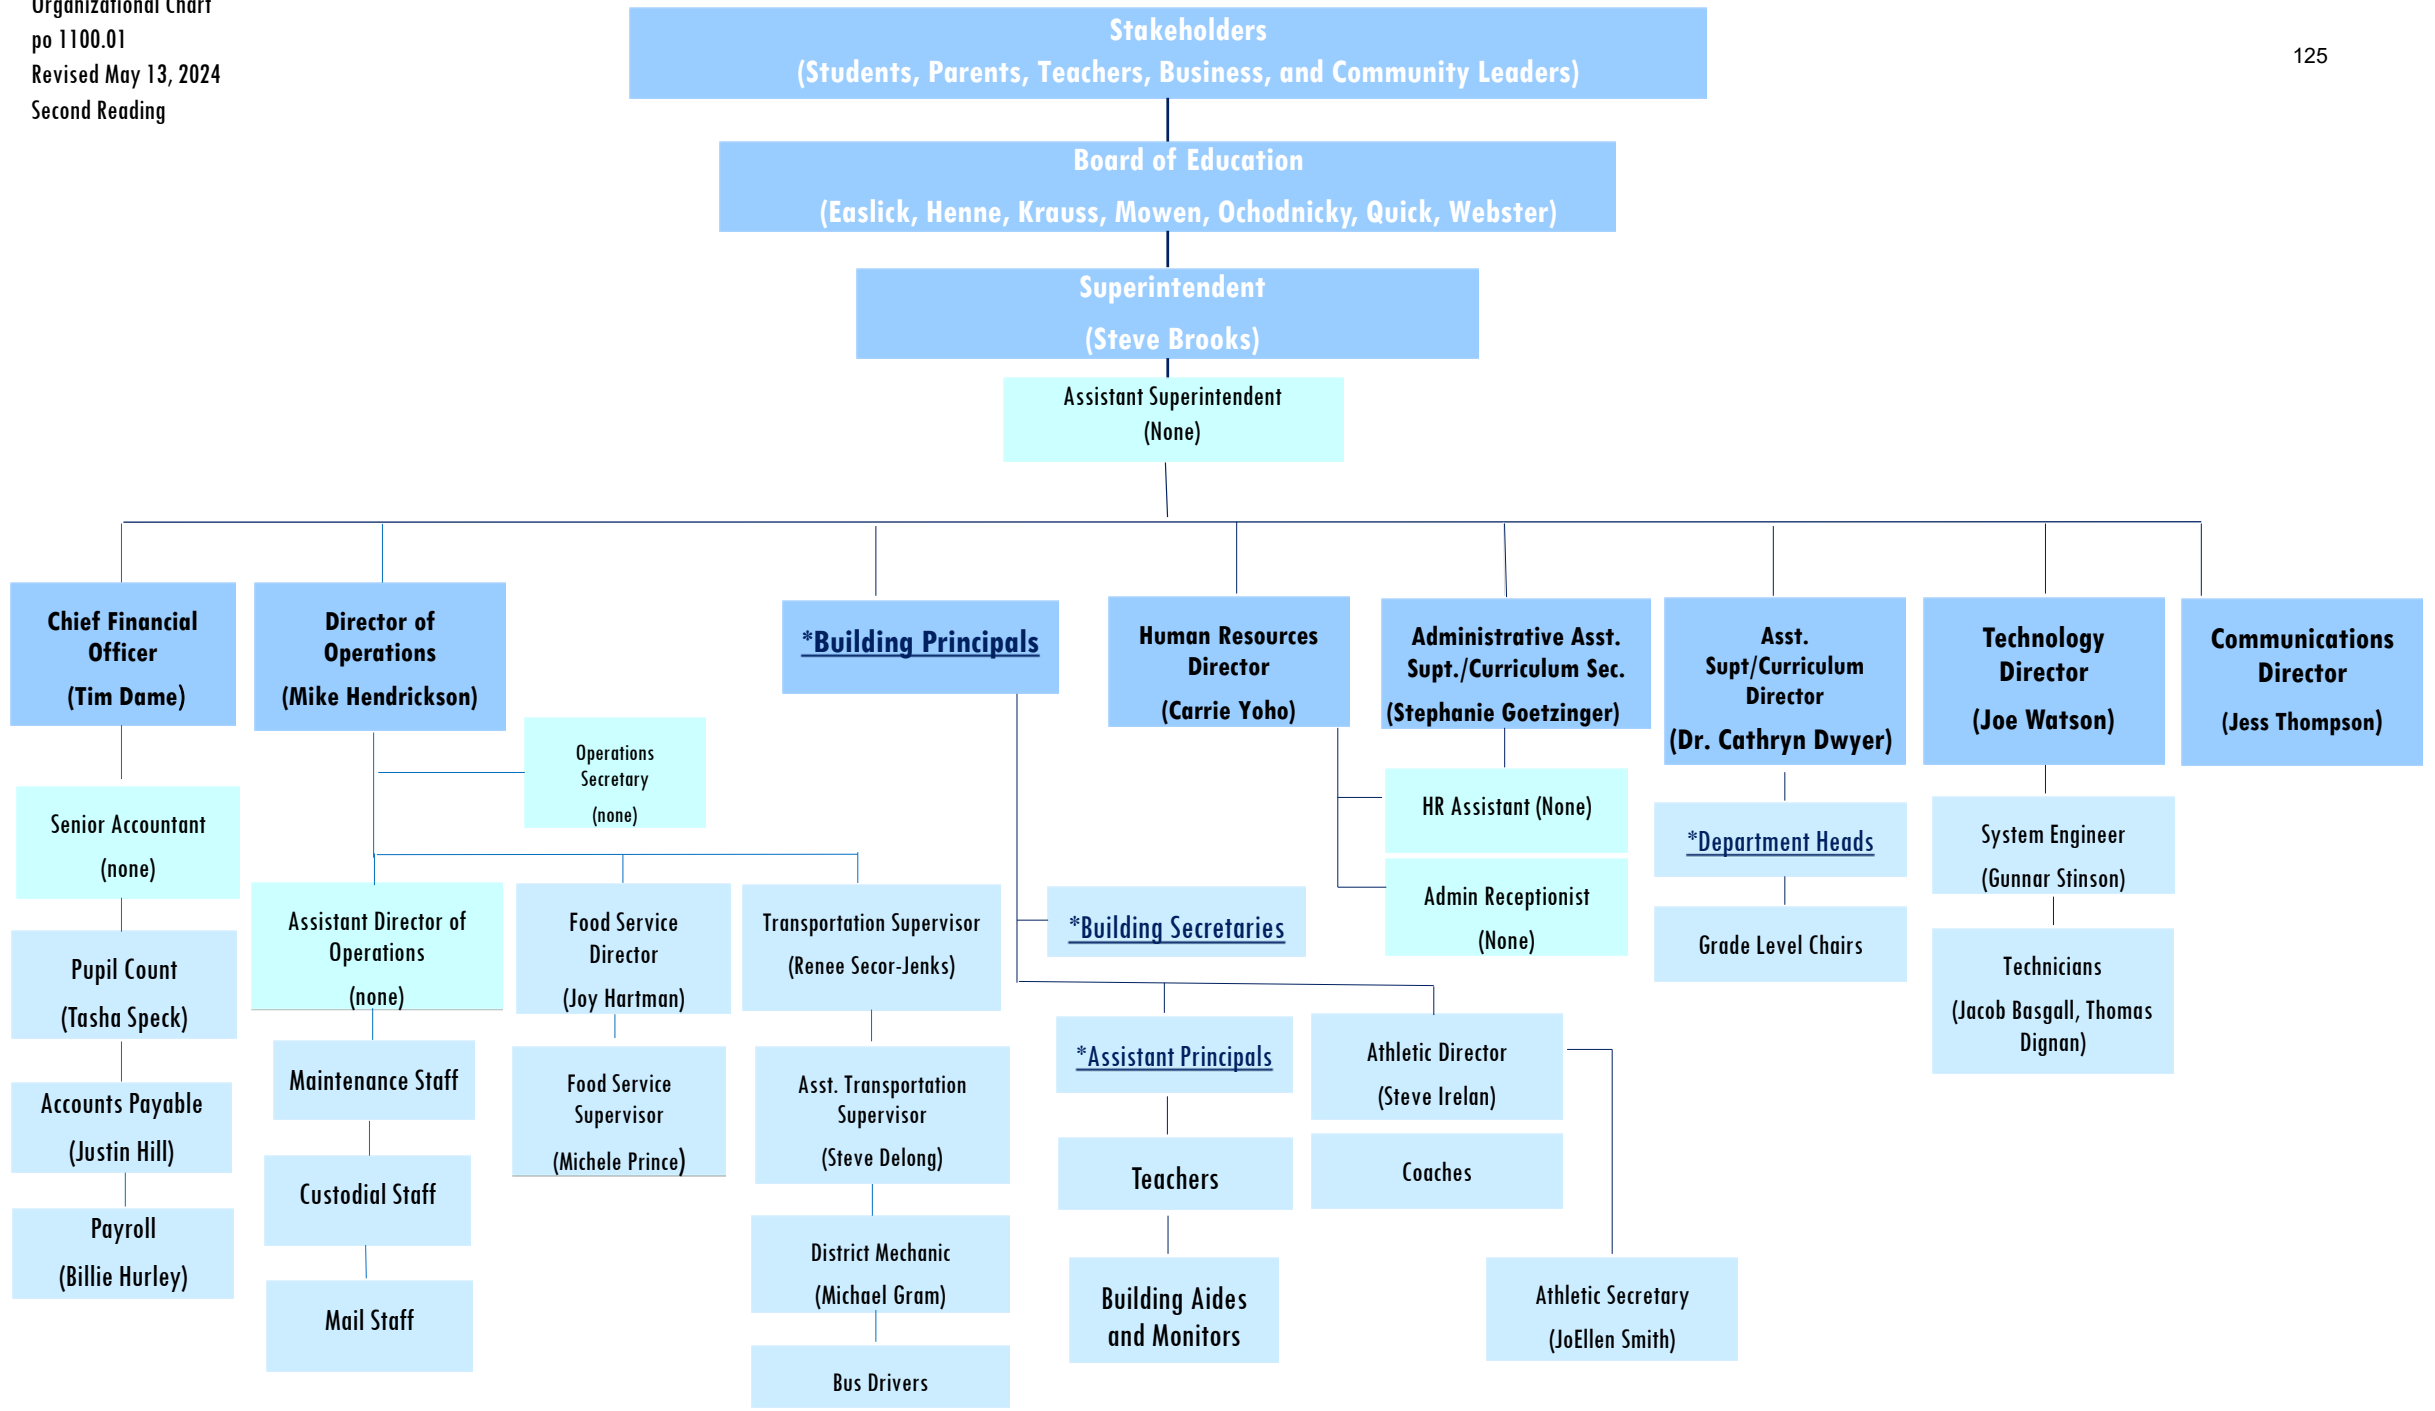 Organizational Chart
po 1100.01
Revised May 13, 2024
Second Reading
125
Stakeholders
(Students, Parents, Teachers, Business, and Community Leaders)
Board of Education
(Easlick, Henne, Krauss, Mowen, Ochodnicky, Quick, Webster)
Superintendent
(Steve Brooks)
Assistant Superintendent
(None)
Chief Financial
Officer
(Tim Dame)
Director of
Operations
(Mike Hendrickson)
*Building Principals
Human Resources
Director
(Carrie Yoho)
Administrative Asst.
Supt./Curriculum Sec.
(Stephanie Goetzinger)
Asst.
Supt/Curriculum
Director
(Dr. Cathryn Dwyer)
Technology
Director
(Joe Watson)
Communications
Director
(Jess Thompson)
Operations
Secretary
(none)
Senior Accountant
(none)
HR Assistant (None)
*Department Heads
System Engineer
(Gunnar Stinson)
Assistant Director of
Operations
(none)
Food Service
Director
(Joy Hartman)
Transportation Supervisor
(Renee Secor-Jenks)
*Building Secretaries
Admin Receptionist
(None)
Grade Level Chairs
Technicians
(Jacob Basgall, Thomas
Dignan)
Pupil Count
(Tasha Speck)
Maintenance Staff
Food Service
Supervisor
(Michele Prince)
Asst. Transportation
Supervisor
(Steve Delong)
*Assistant Principals
Athletic Director
(Steve Irelan)
Accounts Payable
(Justin Hill)
Custodial Staff
Teachers
Coaches
Payroll
(Billie Hurley)
Mail Staff
District Mechanic
(Michael Gram)
Building Aides
and Monitors
Athletic Secretary
(JoEllen Smith)
Bus Drivers